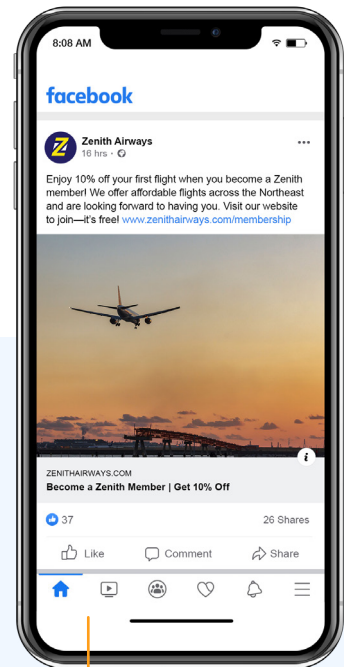 8:08 AM
facebook
Z
Zenith Airways
16 hrs ·
Enjoy 10% off your first flight when you become a Zenith
member! We offer affordable flights across the Northeast
and are looking forward to having you. Visit our website
to join—it's free! www.zenithairways.com/membership
i
ZENITHAIRWAYS.COM
Become a Zenith Member | Get 10% Off
37 26 Shares
Like Comment Share